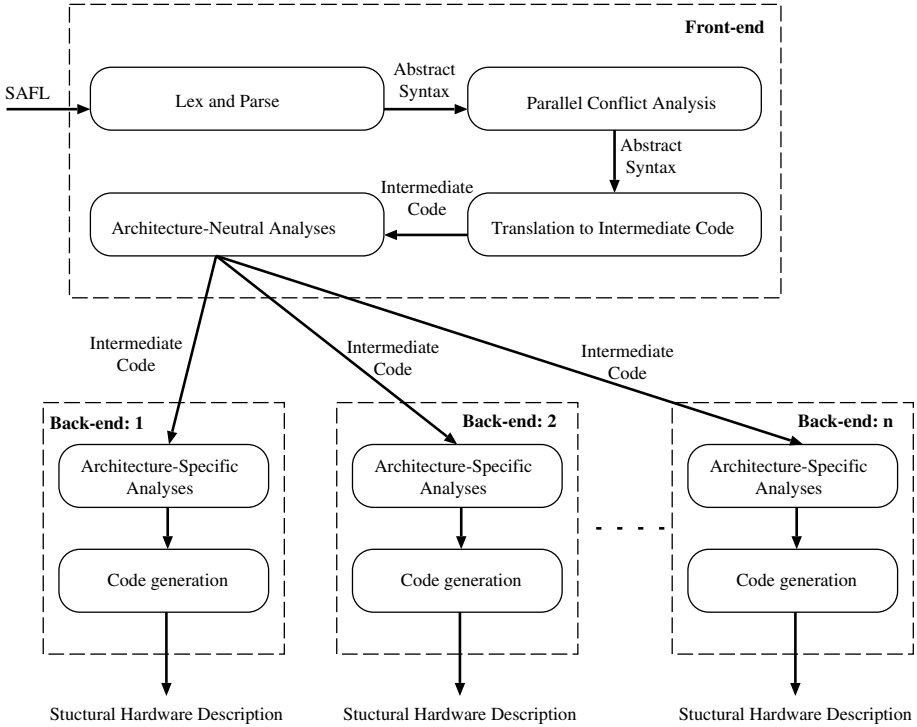 Front-end
SAFL
Lex and Parse
Abstract
Syntax
Parallel Conflict Analysis
Abstract
Syntax
Translation to Intermediate Code
Intermediate
Code
Architecture-Neutral Analyses
Intermediate
Code
Intermediate
Code
Intermediate
Code
Back-end: 1
Architecture-Specific
Analyses
Code generation
Stuctural Hardware Description
Back-end: 2
Architecture-Specific
Analyses
Code generation
Stuctural Hardware Description
Back-end: n
Architecture-Specific
Analyses
Code generation
Stuctural Hardware Description